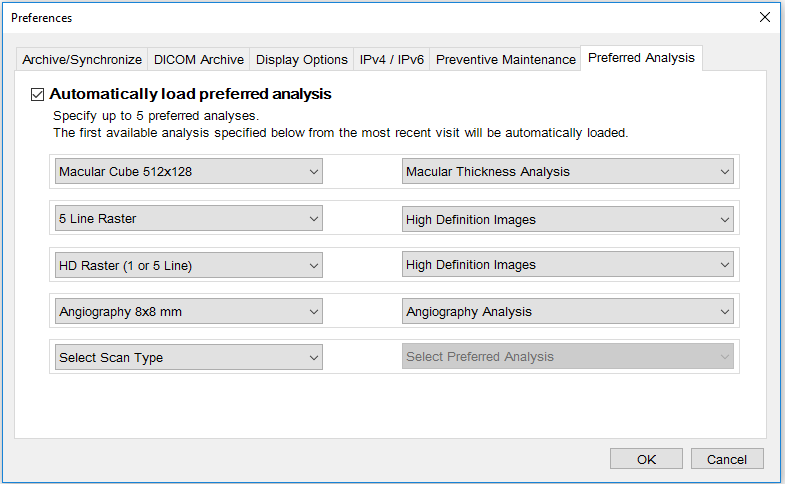 Preferences
Archive/Synchronize DICOM Archive Display Options IPv4 / IPv6 Preventive Maintenance Preferred Analysis
Automatically load preferred analysis
Specify up to 5 preferred analyses.
The first available analysis specified below from the most recent visit will be automatically loaded.
Macular Cube 512x128 Macular Thickness Analysis
5 Line Raster High Definition Images
HD Raster (1 or 5 Line) High Definition Images
Angiography 8x8 mm Angiography Analysis
Select Scan Type Select Preferred Analysis
OK Cancel